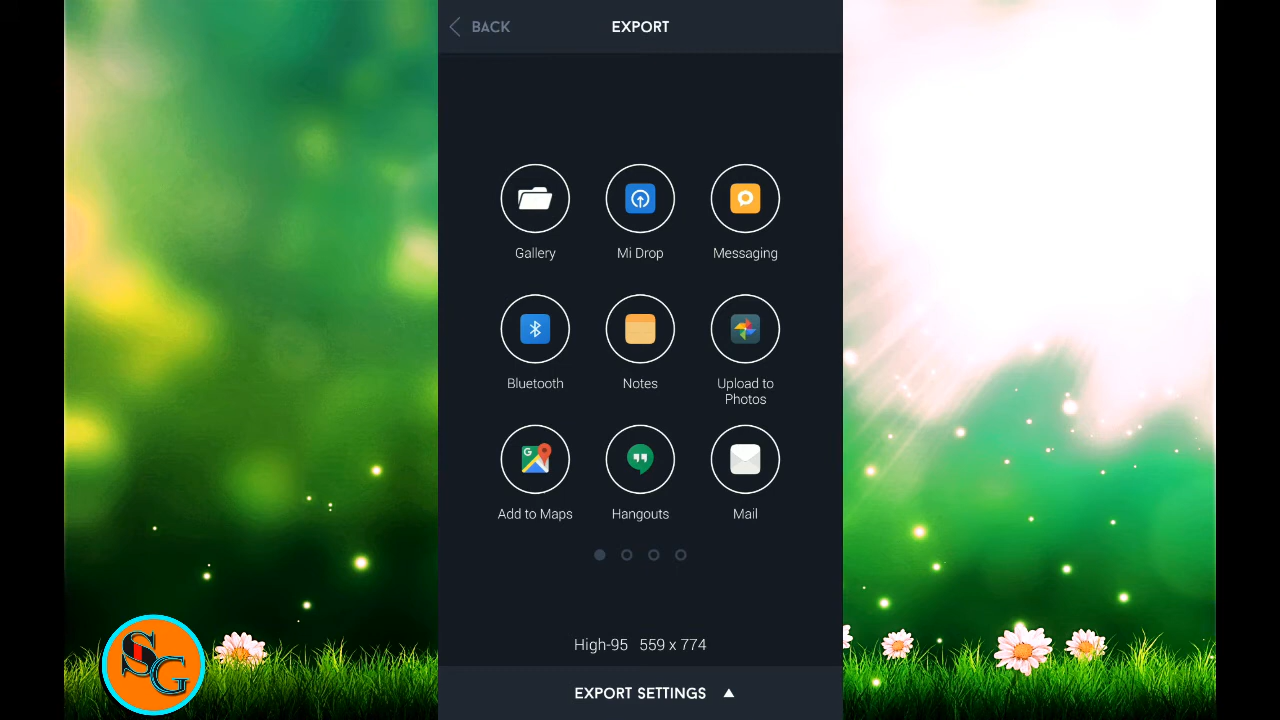 BACK
EXPORT
Gallery
Mi Drop
Messaging
Bluetooth
Notes
Upload to
Photos
G
Add to Maps
Hangouts
Mail
High-95 559 x 774
EXPORT SETTINGS
SG